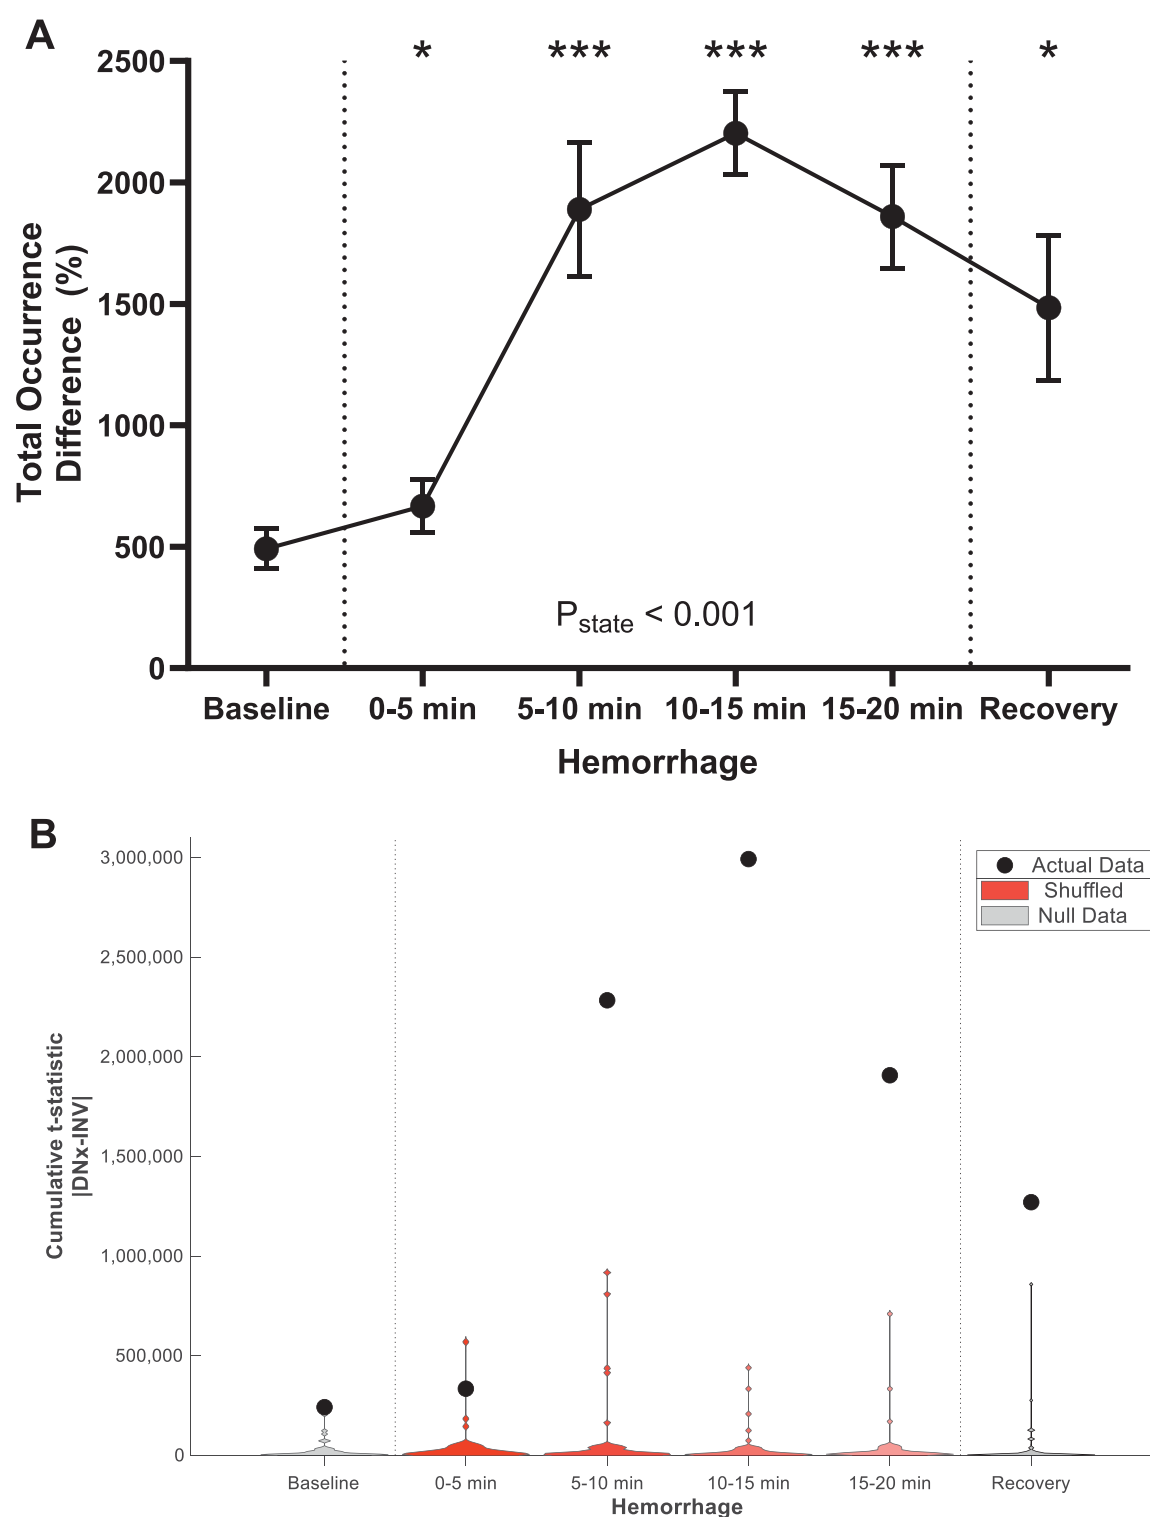 A
* *** *** *** *
2500
2000
1500
1000
500
0
Total Occurrence
Difference (%)
Pstate < 0.001
Baseline 0-5 min 5-10 min 10-15 min 15-20 min Recovery
Hemorrhage
B
3,000,000
2,500,000
2,000,000
1,500,000
1,000,000
500,000
0
Cumulative t-statistic
|DNx-INV|
Actual Data
Shuffled
Null Data
Baseline 0-5 min 5-10 min 10-15 min 15-20 min Recovery
Hemorrhage